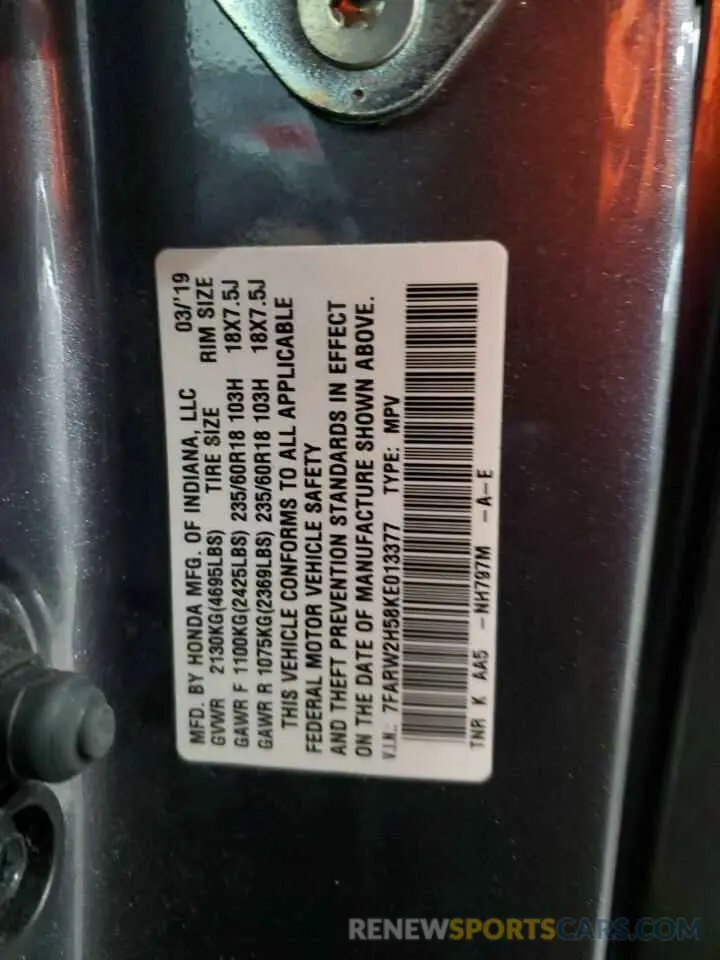 MFD. BY HONDA MFG. OF INDIANA, LLC 03/'19
GVWR 2130KG(4695LBS) TIRE SIZE RIM SIZE
GAWR F 1100KG(2425LBS) 235/60R18 103H 18X7.5J
GAWR R 1075KG(2369LBS) 235/60R18 103H 18X7.5J
THIS VEHICLE CONFORMS TO ALL APPLICABLE
FEDERAL MOTOR VEHICLE SAFETY
AND THEFT PREVENTION STANDARDS IN EFFECT
ON THE DATE OF MANUFACTURE SHOWN ABOVE.
V.I.N.: 7FARW2H58KE013377 TYPE: MPV
TNR K AA5 -NH797M -A-E
RENEWSPORTSCARS.COM